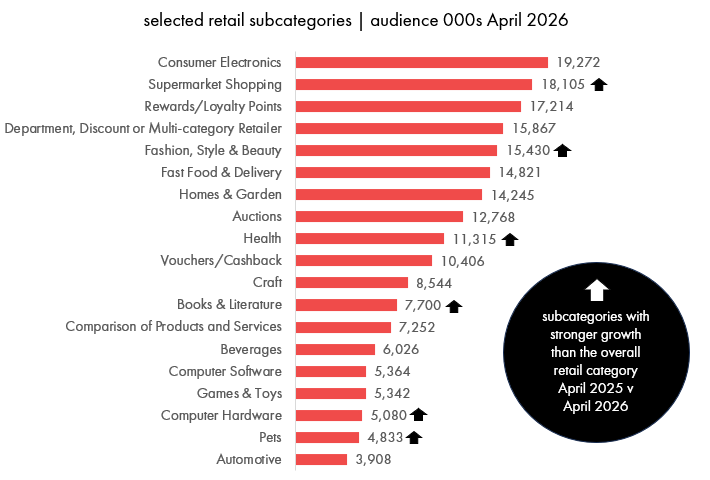 selected retail subcategories | audience 000s April 2026
Consumer Electronics 19,272
Supermarket Shopping 18,105
Rewards/Loyalty Points 17,214
Department, Discount or Multi-category Retailer 15,867
Fashion, Style & Beauty 15,430
Fast Food & Delivery 14,821
Homes & Garden 14,245
Auctions 12,768
Health 11,315
Vouchers/Cashback 10,406
Craft 8,544
Books & Literature 7,700
Comparison of Products and Services 7,252
Beverages 6,026
Computer Software 5,364
Games & Toys 5,342
Computer Hardware 5,080
Pets 4,833
Automotive 3,908
subcategories with
stronger growth
than the overall
retail category
April 2025 v
April 2026